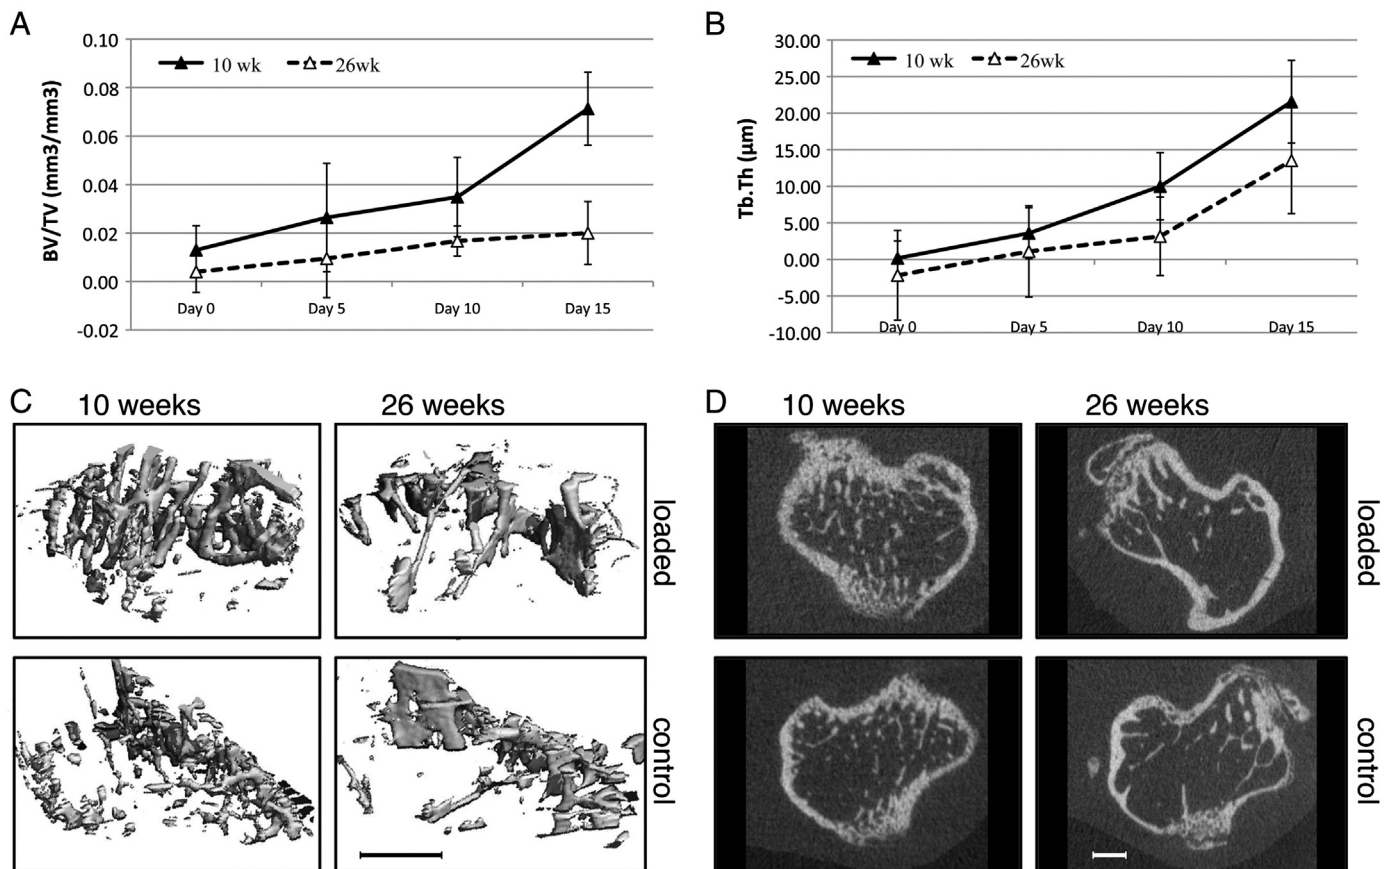 A
BV/TV (mm3/mm3)
0.10
0.08
0.06
0.04
0.02
0.00
-0.02
10 wk
26wk
Day 0
Day 5
Day 10
Day 15
B
Tb.Th (μm)
30.00
25.00
20.00
15.00
10.00
5.00
0.00
-5.00
-10.00
10 wk
26wk
Day 0
Day 5
Day 10
Day 15
C
10 weeks
26 weeks
loaded
control
D
10 weeks
26 weeks
loaded
control